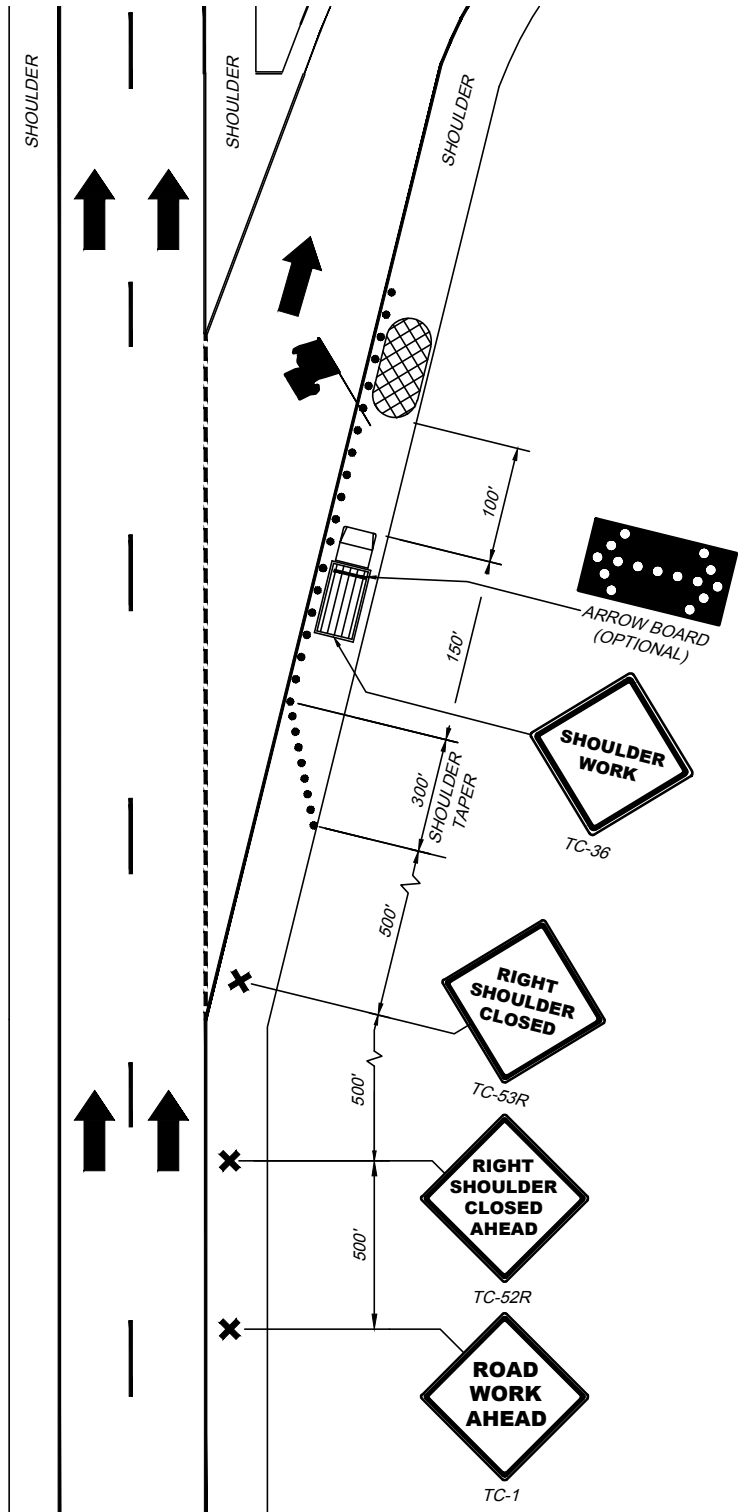 SHOULDER
SHOULDER
SHOULDER
100'
ARROW BOARD
(OPTIONAL)
150'
SHOULDER
WORK
TC-36
300'
SHOULDER
TAPER
500'
RIGHT
SHOULDER
CLOSED
TC-53R
500'
RIGHT
SHOULDER
CLOSED
AHEAD
TC-52R
500'
ROAD
WORK
AHEAD
TC-1